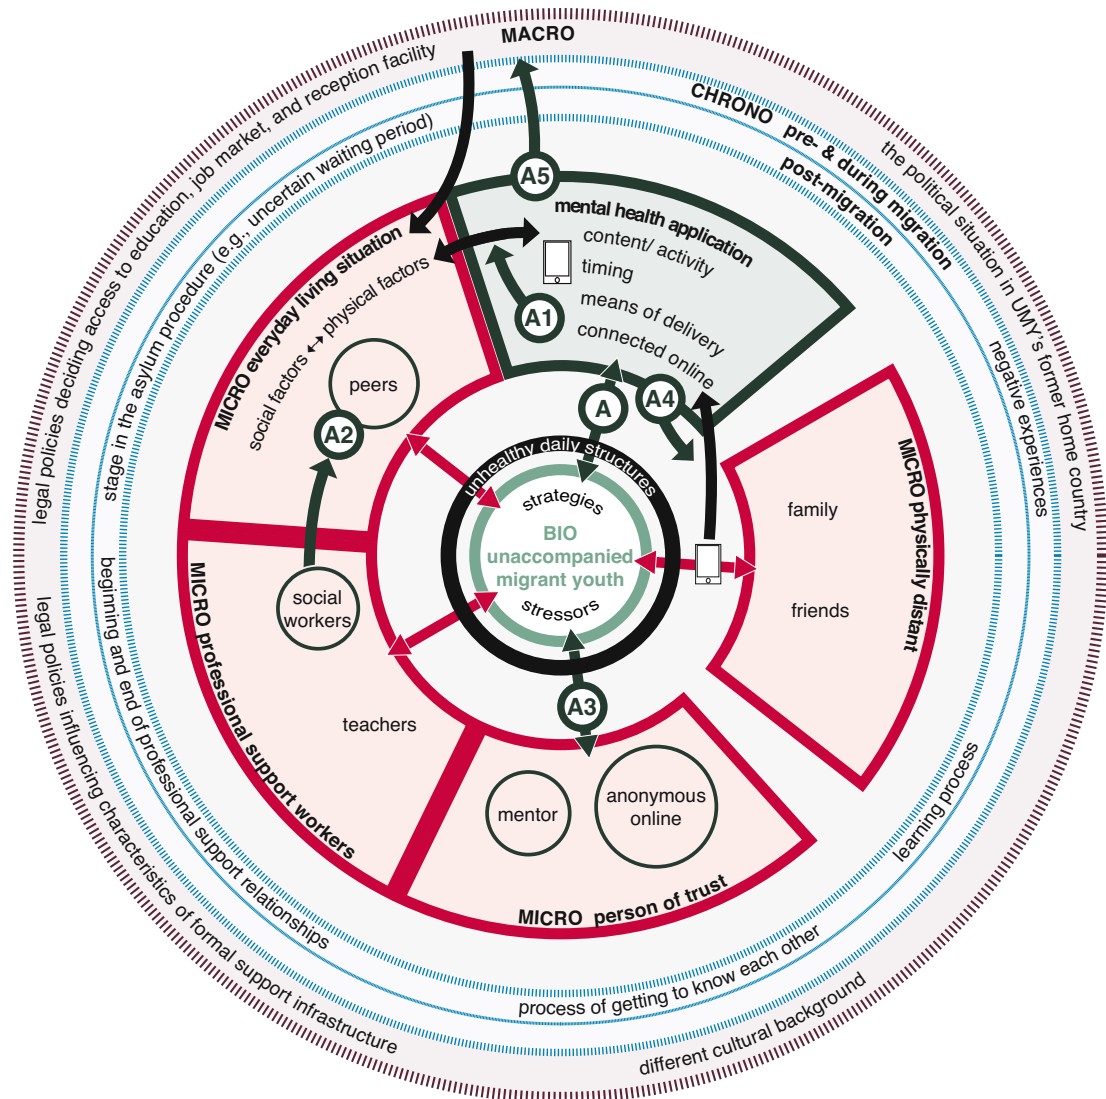 MACRO
legal policies deciding access to education, job market, and reception facility
the political situation in UMY's former home country
legal policies influencing characteristics of formal support infrastructure
different cultural background
CHRONO pre- & during migration
post-migration
stage in the asylum procedure (e.g., uncertain waiting period)
negative experiences
beginning and end of professional support relationships
learning process
process of getting to know each other
A5
mental health application
content/ activity
timing
means of delivery
connected online
A1
A
A4
MICRO everyday living situation
social factors ↔ physical factors
peers
A2
unhealthy daily structures
strategies
BIO
unaccompanied
migrant youth
stressors
MICRO physically distant
family
friends
MICRO professional support workers
social
workers
teachers
A3
mentor
anonymous
online
MICRO person of trust